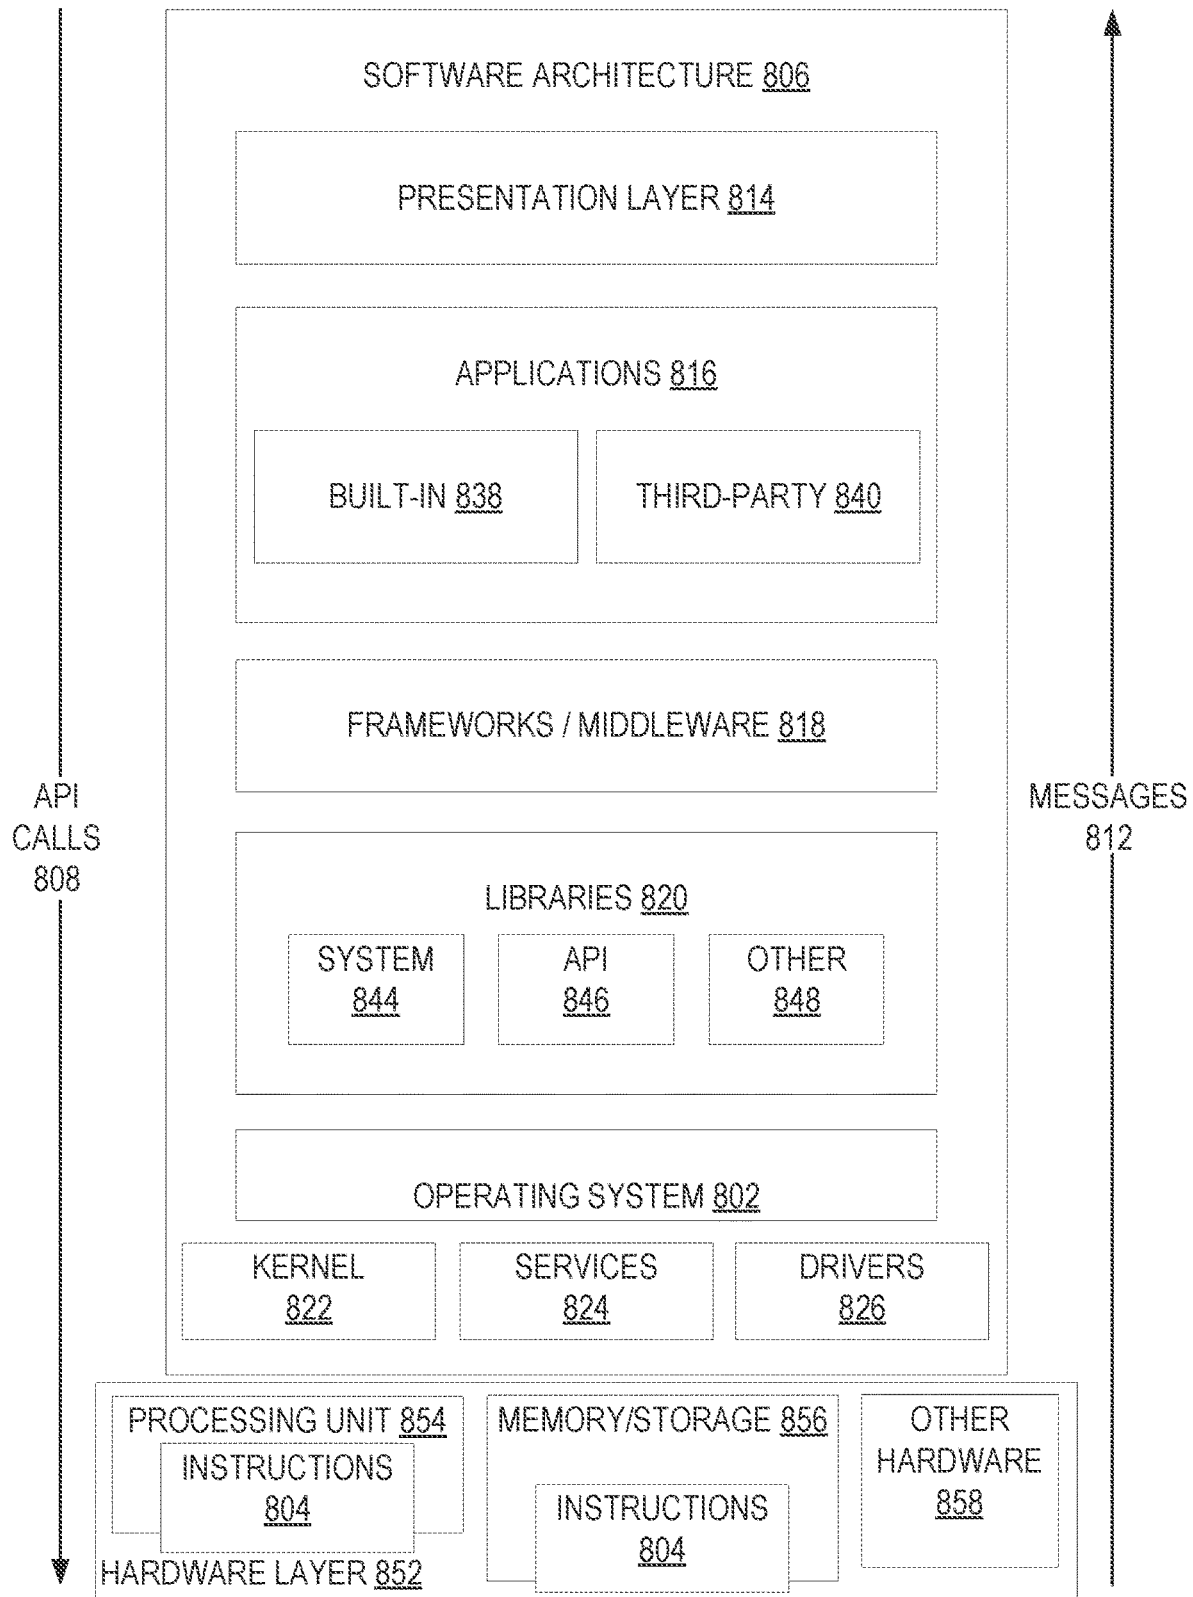 SOFTWARE ARCHITECTURE 806
PRESENTATION LAYER 814
APPLICATIONS 816
BUILT-IN 838
THIRD-PARTY 840
FRAMEWORKS / MIDDLEWARE 818
API
CALLS
808
MESSAGES
812
LIBRARIES 820
SYSTEM
844
API
846
OTHER
848
OPERATING SYSTEM 802
KERNEL
822
SERVICES
824
DRIVERS
826
PROCESSING UNIT 854
INSTRUCTIONS
804
MEMORY/STORAGE 856
INSTRUCTIONS
804
OTHER
HARDWARE
858
HARDWARE LAYER 852